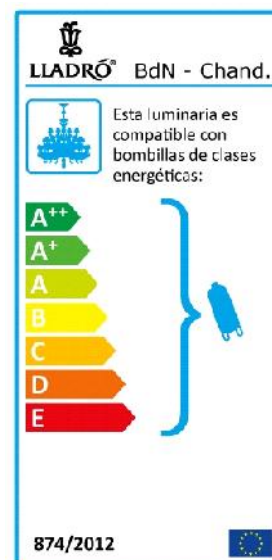 LLADRÓ® BdN - Chand.
Esta luminaria es
compatible con
bombillas de clases
energéticas:
A++
A+
A
B
C
D
E
874/2012